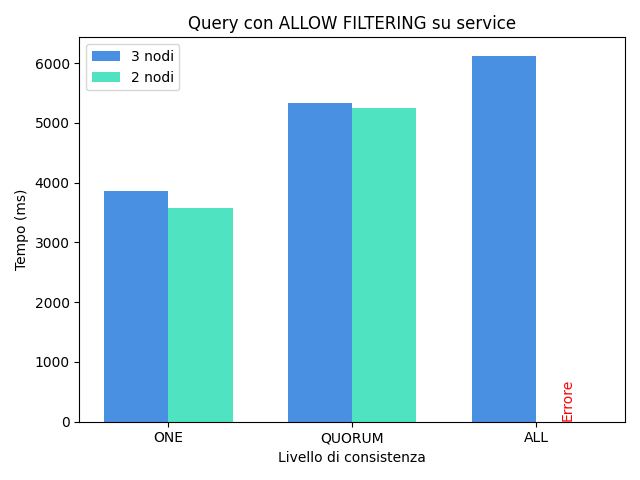 Query con ALLOW FILTERING su service
3 nodi
2 nodi
Tempo (ms)
6000
5000
4000
3000
2000
1000
0
Errore
ONE
QUORUM
ALL
Livello di consistenza